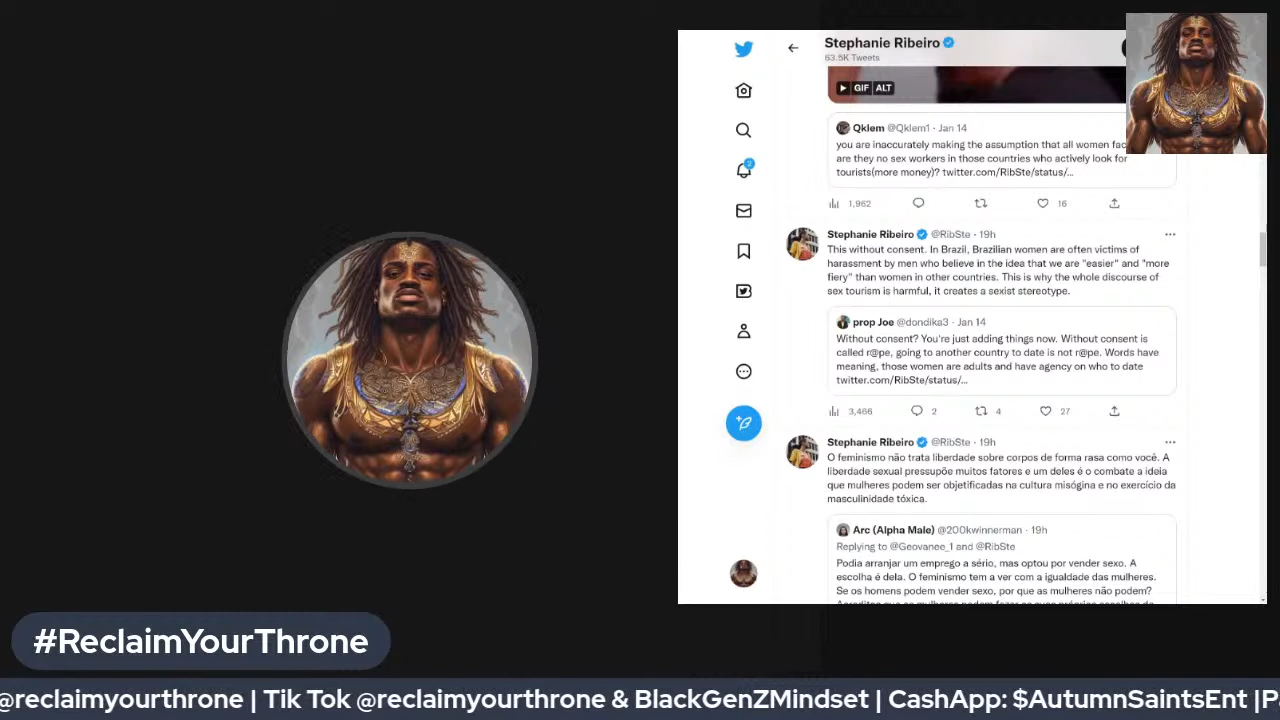 Stephanie Ribeiro
63.5K Tweets
GIF ALT
Qklem @Qklem1 · Jan 14
you are inaccurately making the assumption that all women
are they no sex workers in those countries who actively look for
tourists(more money)? twitter.com/RibSte/status/...
1,962 16
Stephanie Ribeiro @RibSte · 19h
This without consent. In Brazil, Brazilian women are often victims of
harassment by men who believe in the idea that we are "easier" and "more
fiery" than women in other countries. This is why the whole discourse of
sex tourism is harmful, it creates a sexist stereotype.
prop Joe @dondika3 · Jan 14
Without consent? You're just adding things now. Without consent is
called r@pe, going to another country to date is not r@pe. Words have
meaning, those women are adults and have agency on who to date
twitter.com/RibSte/status/...
3,466 2 4 27
Stephanie Ribeiro @RibSte · 19h
O feminismo não trata liberdade sobre corpos de forma rasa como você. A
liberdade sexual pressupõe muitos fatores e um deles é o combate a ideia
que mulheres podem ser objetificadas na cultura misógina e no exercício da
masculinidade tóxica.
Arc (Alpha Male) @200kwinnerman · 19h
Replying to @Geovanee_1 and @RibSte
Podia arranjar um emprego a sério, mas optou por vender sexo. A
escolha é dela. O feminismo tem a ver com a igualdade das mulheres.
Se os homens podem vender sexo, por que as mulheres não podem?
#ReclaimYourThrone
@reclaimyourthrone | Tik Tok @reclaimyourthrone & BlackGenZMindset | CashApp: $AutumnSaintsEnt |P